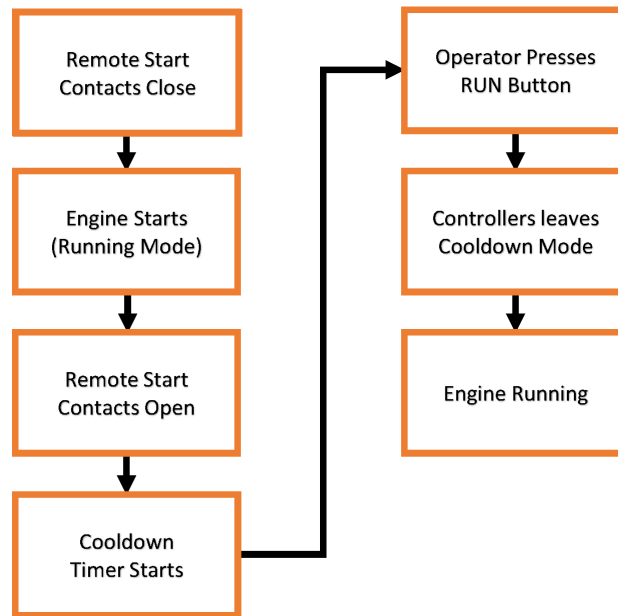 Remote Start
Contacts Close
Engine Starts
(Running Mode)
Remote Start
Contacts Open
Cooldown
Timer Starts
Operator Presses
RUN Button
Controllers leaves
Cooldown Mode
Engine Running